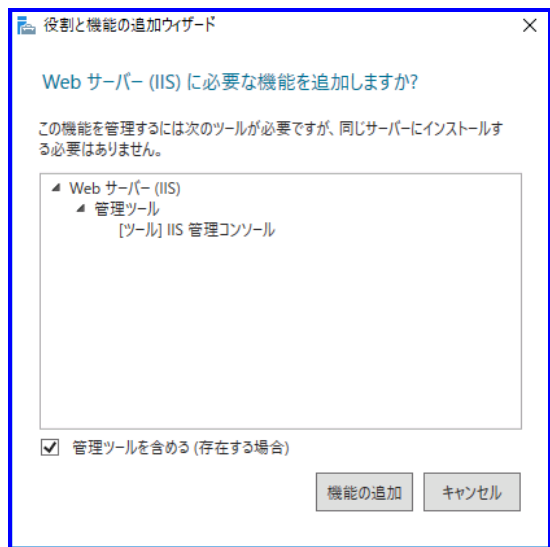 役割と機能の追加ウィザード
Web サーバー (IIS) に必要な機能を追加しますか?
この機能を管理するには次のツールが必要ですが、同じサーバーにインストールす
る必要はありません。
Web サーバー (IIS)
管理ツール
[ツール] IIS 管理コンソール
管理ツールを含める (存在する場合)
機能の追加
キャンセル